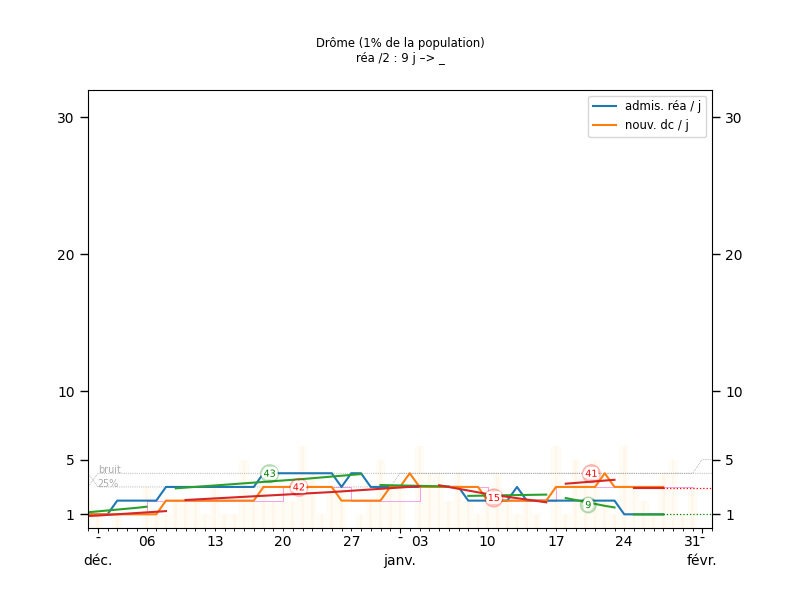 Drôme (1% de la population)
réa /2 : 9 j –> _
admis. réa / j
nouv. dc / j
30
30
20
20
10
10
5
5
bruit
25%
43
42
41
15
9
1
1
- 06 13 20 27 - 03 10 17 24 31 -
déc. janv. févr.